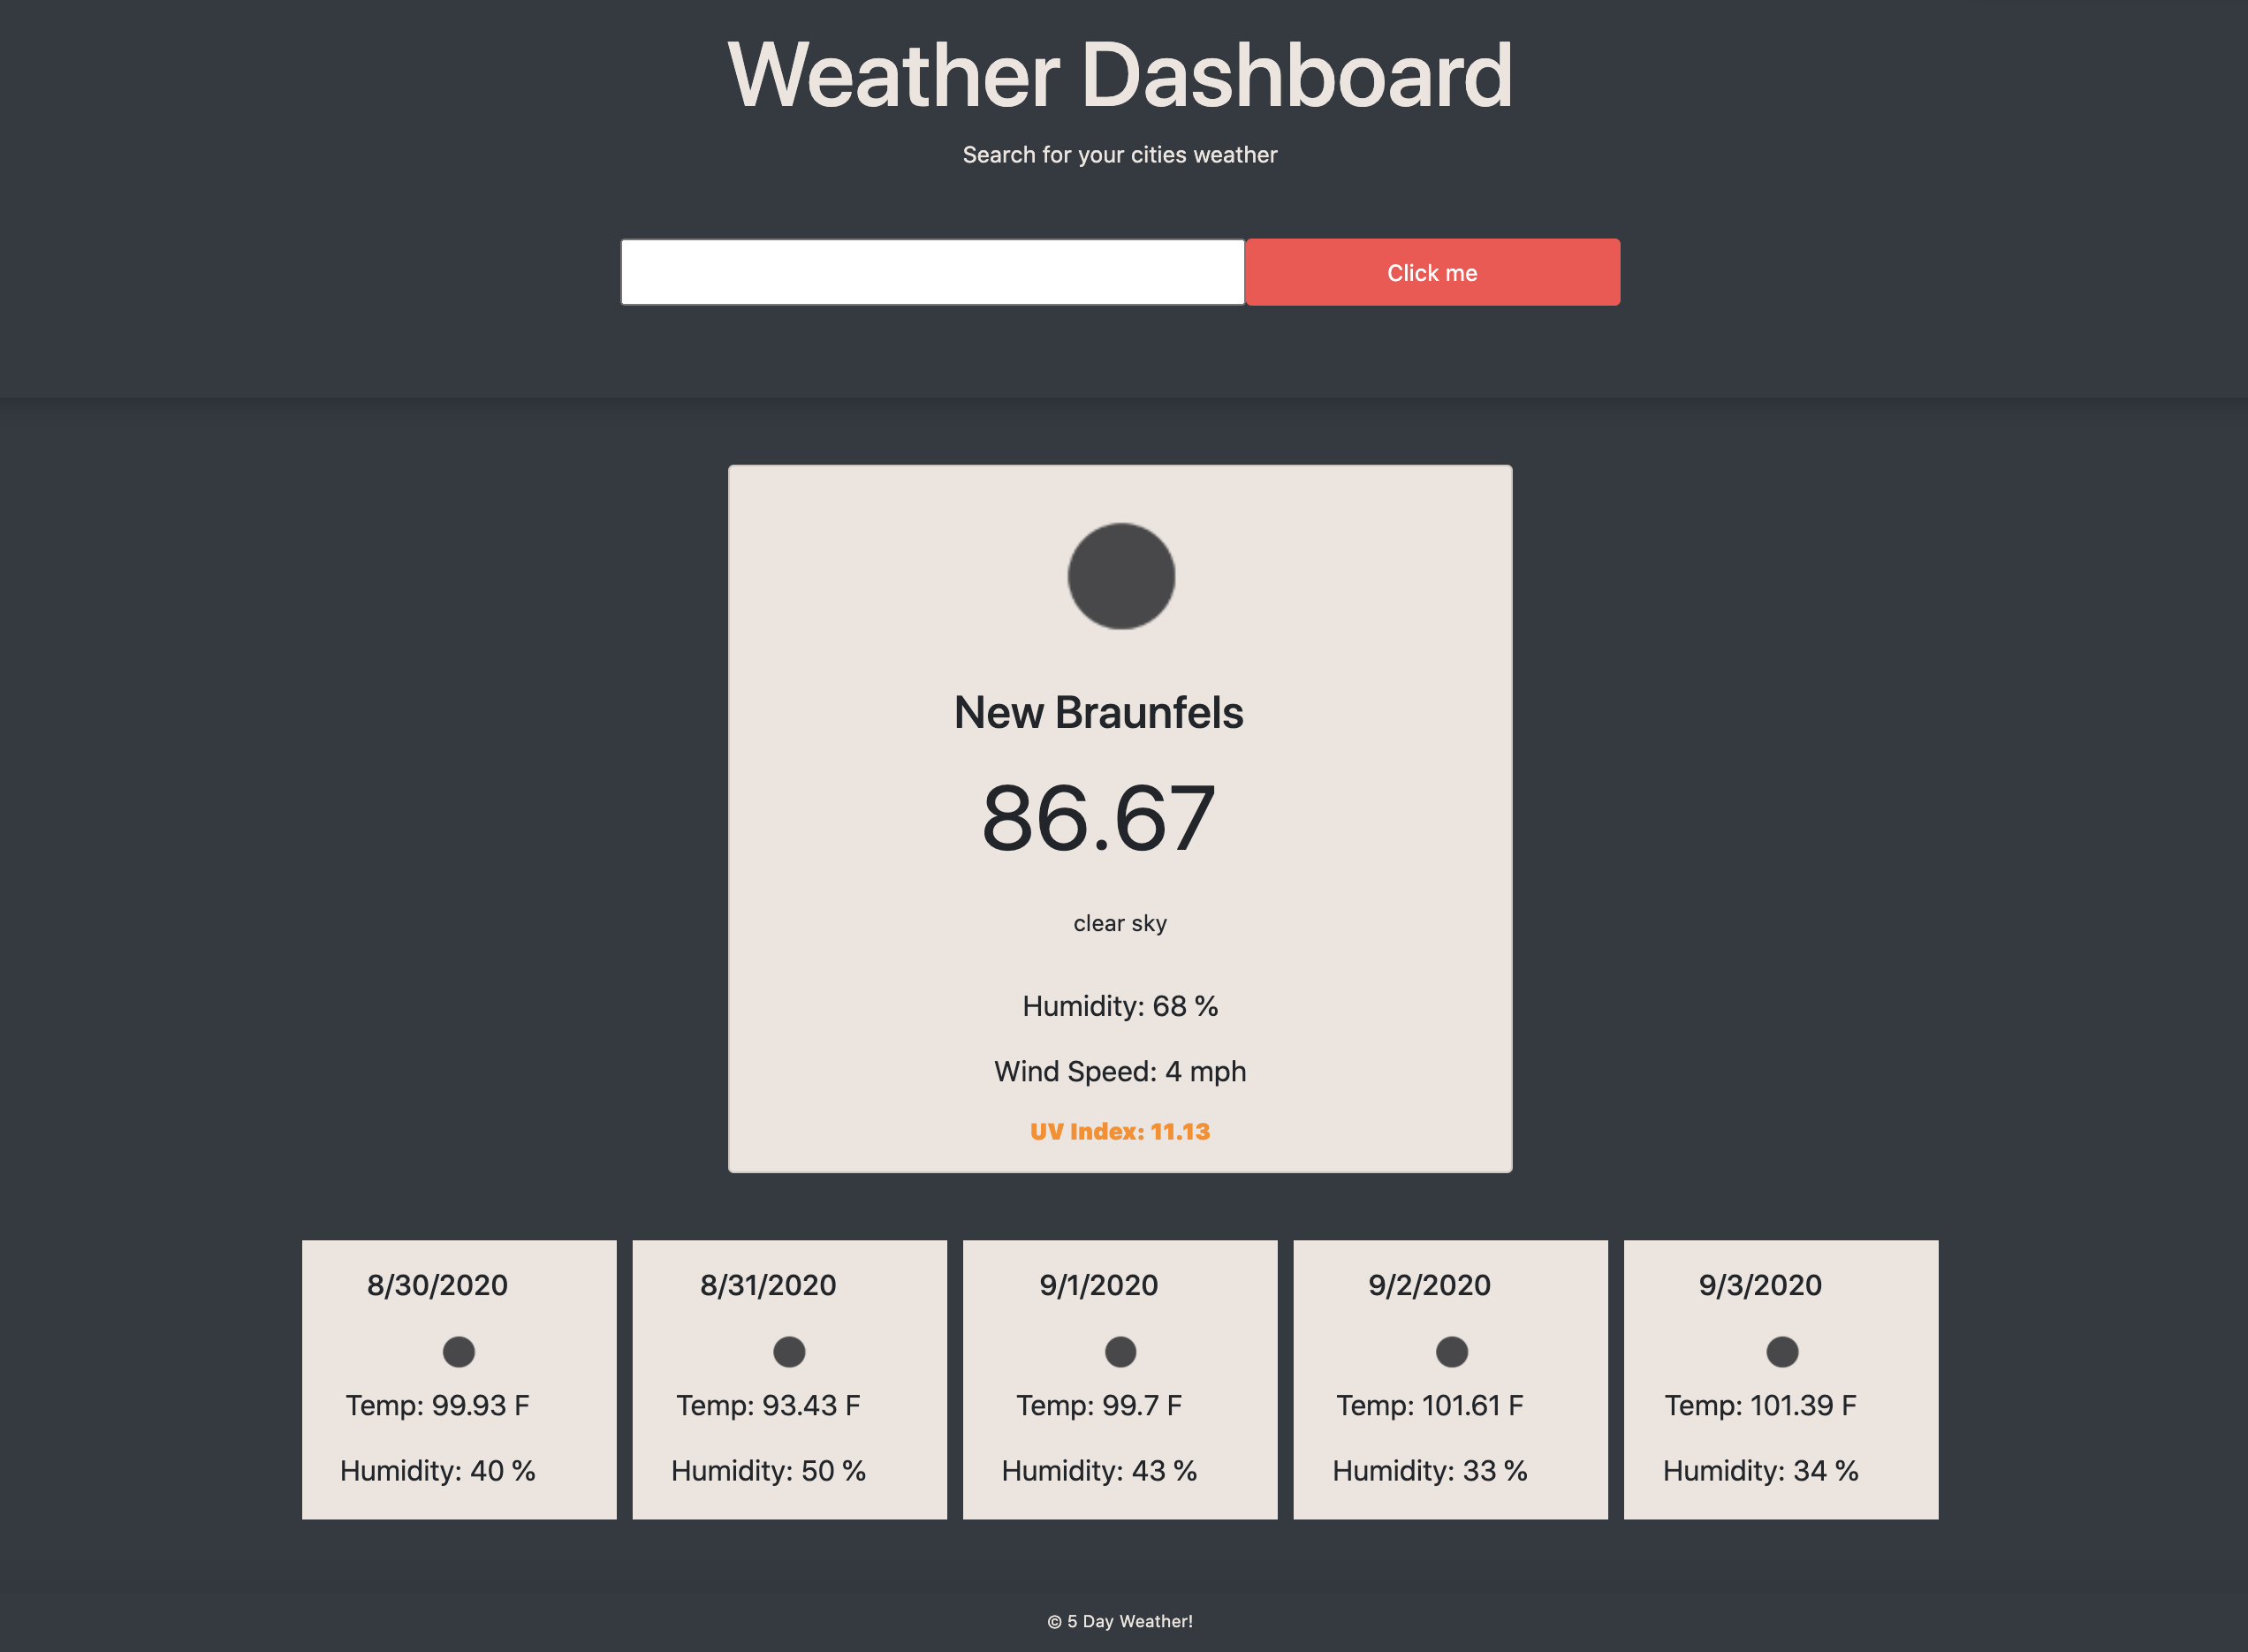 Weather Dashboard
Search for your cities weather
Click me
New Braunfels
86.67
clear sky
Humidity: 68 %
Wind Speed: 4 mph
UV Index: 11.13
8/30/2020
Temp: 99.93 F
Humidity: 40 %
8/31/2020
Temp: 93.43 F
Humidity: 50 %
9/1/2020
Temp: 99.7 F
Humidity: 43 %
9/2/2020
Temp: 101.61 F
Humidity: 33 %
9/3/2020
Temp: 101.39 F
Humidity: 34 %
© 5 Day Weather!